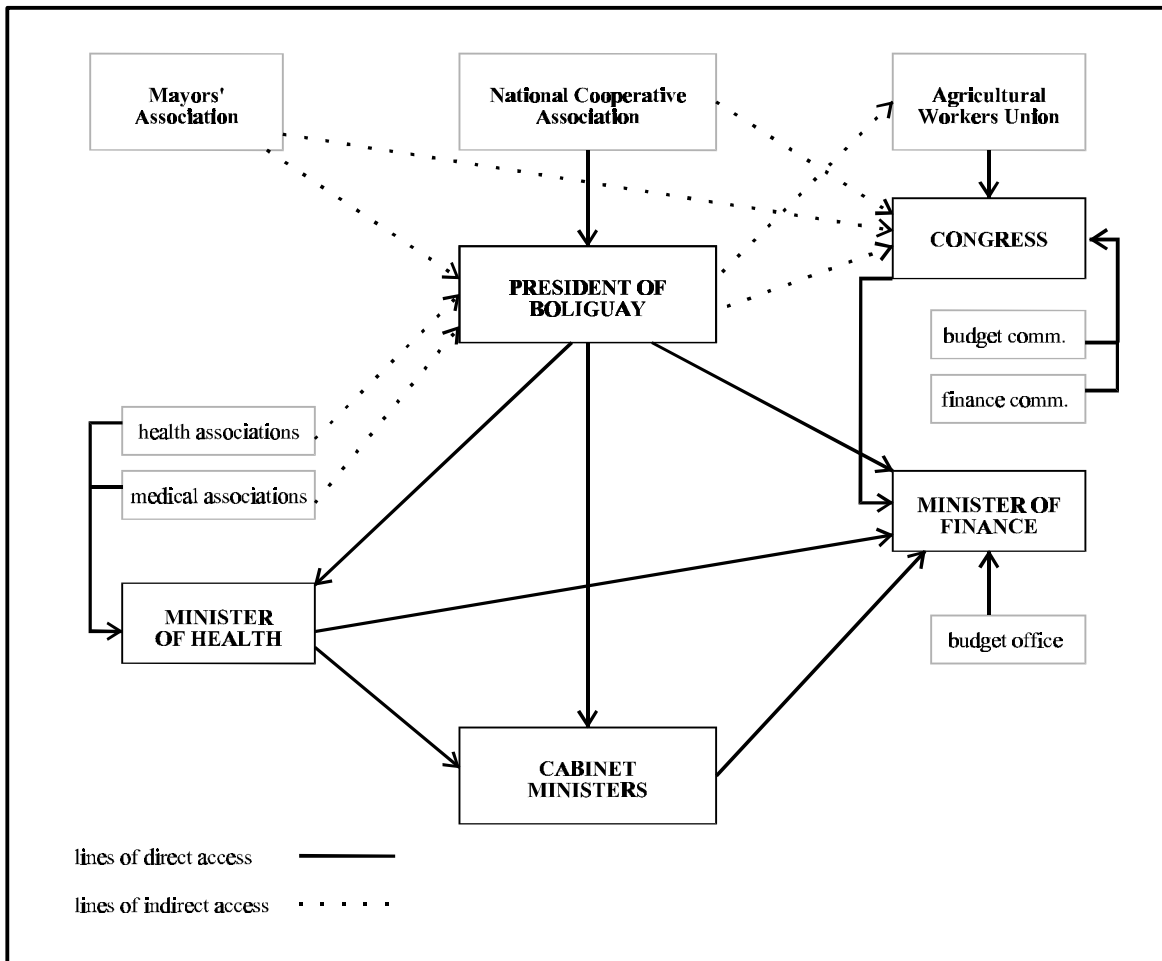 Mayors'
Association
National Cooperative
Association
Agricultural
Workers Union
CONGRESS
PRESIDENT OF
BOLIGUAY
budget comm.
finance comm.
health associations
medical associations
MINISTER OF
FINANCE
MINISTER
OF HEALTH
budget office
CABINET
MINISTERS
lines of direct access
lines of indirect access